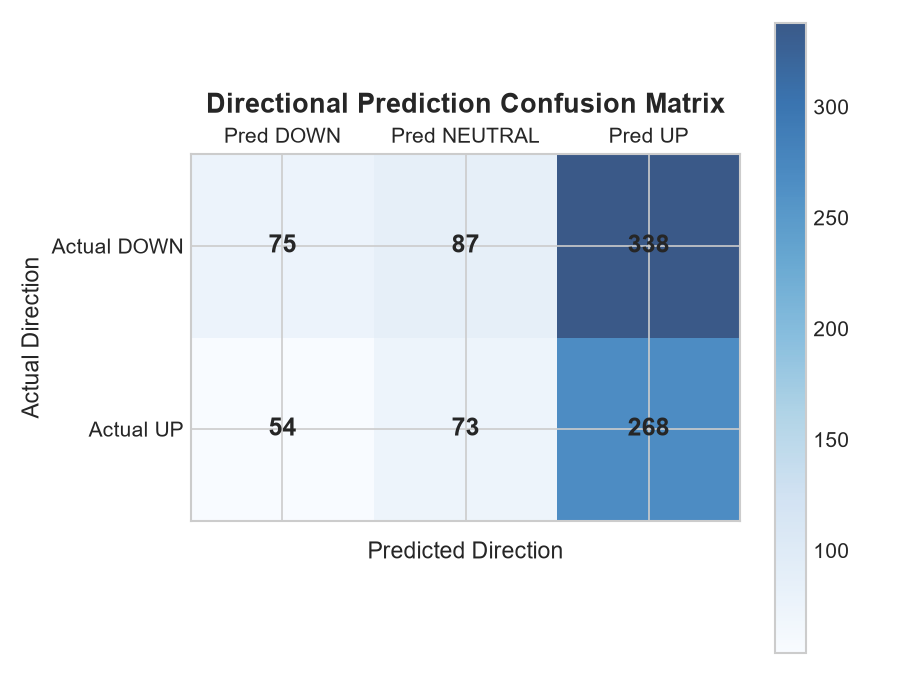 Directional Prediction Confusion Matrix
Pred DOWN Pred NEUTRAL Pred UP
Actual DOWN 75 87 338
Actual UP 54 73 268
Actual Direction
Predicted Direction
300
250
200
150
100